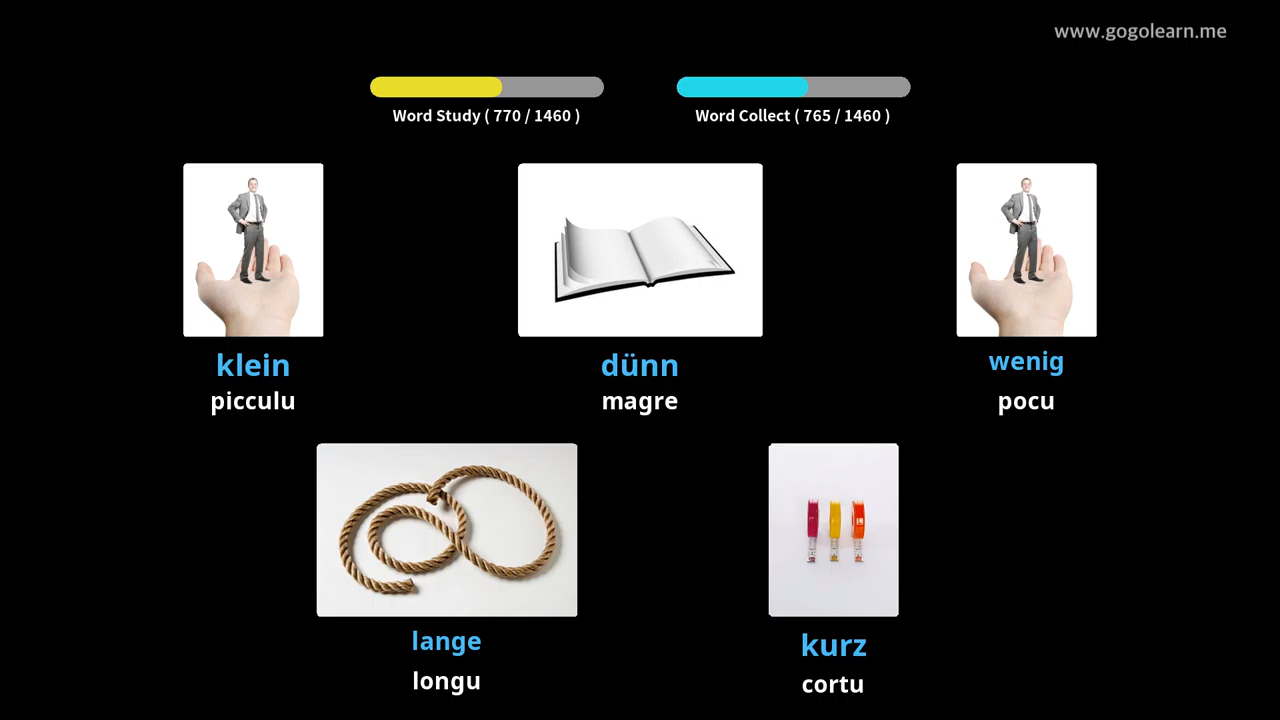 www.gogolearn.me
Word Study ( 770 / 1460 )
Word Collect ( 765 / 1460 )
klein
picculu
dünn
magre
wenig
pocu
lange
longu
kurz
cortu